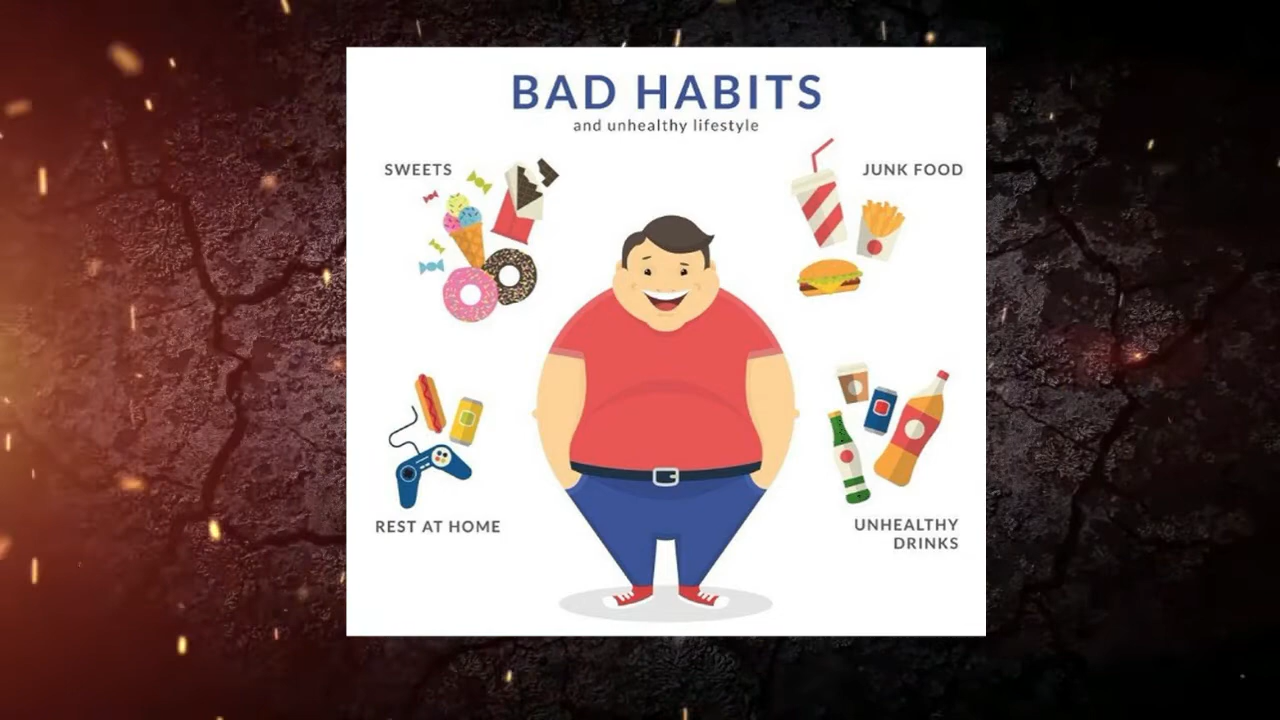 BAD HABITS
and unhealthy lifestyle
SWEETS
JUNK FOOD
REST AT HOME
UNHEALTHY
DRINKS